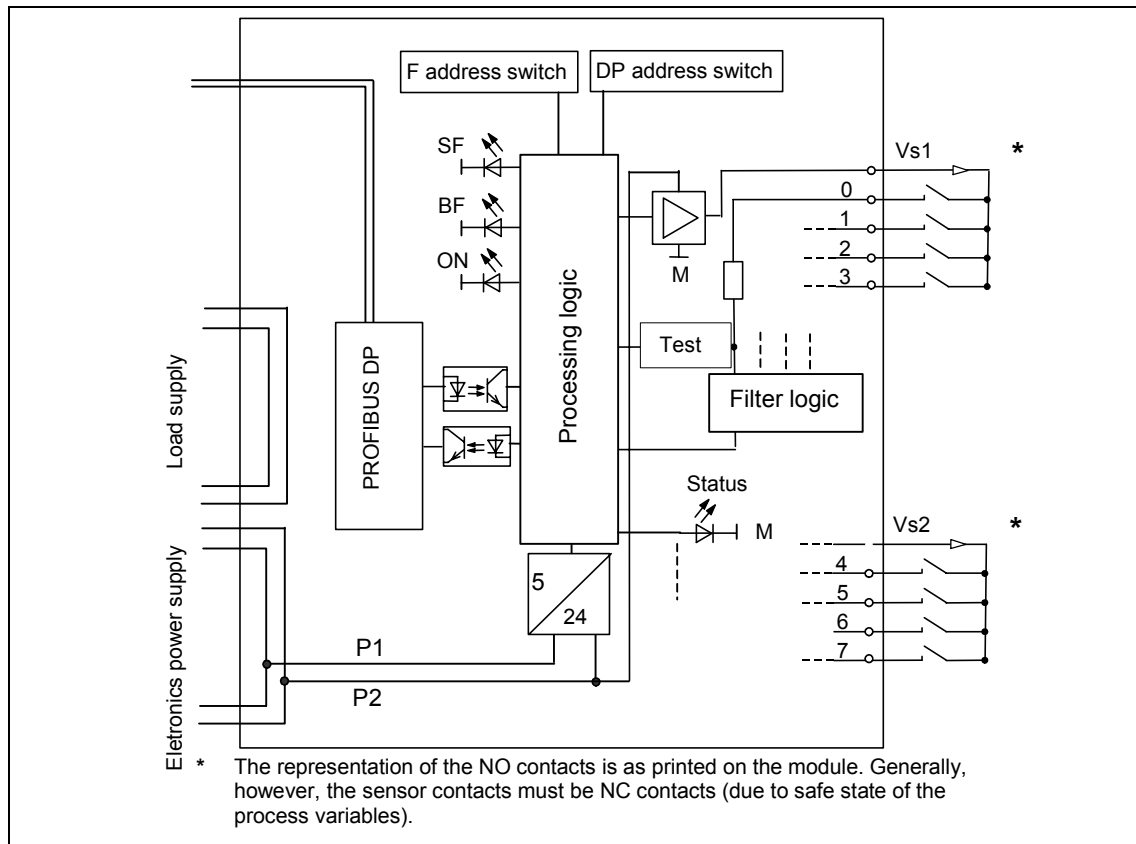 F address switch
DP address switch
SF
BF
ON
Vs1
*
0
1
2
3
M
Test
Filter logic
Processing logic
PROFIBUS DP
Load supply
Status
M
Vs2
*
4
5
6
7
5
24
P1
P2
Eletronics power supply
* The representation of the NO contacts is as printed on the module. Generally,
however, the sensor contacts must be NC contacts (due to safe state of the
process variables).